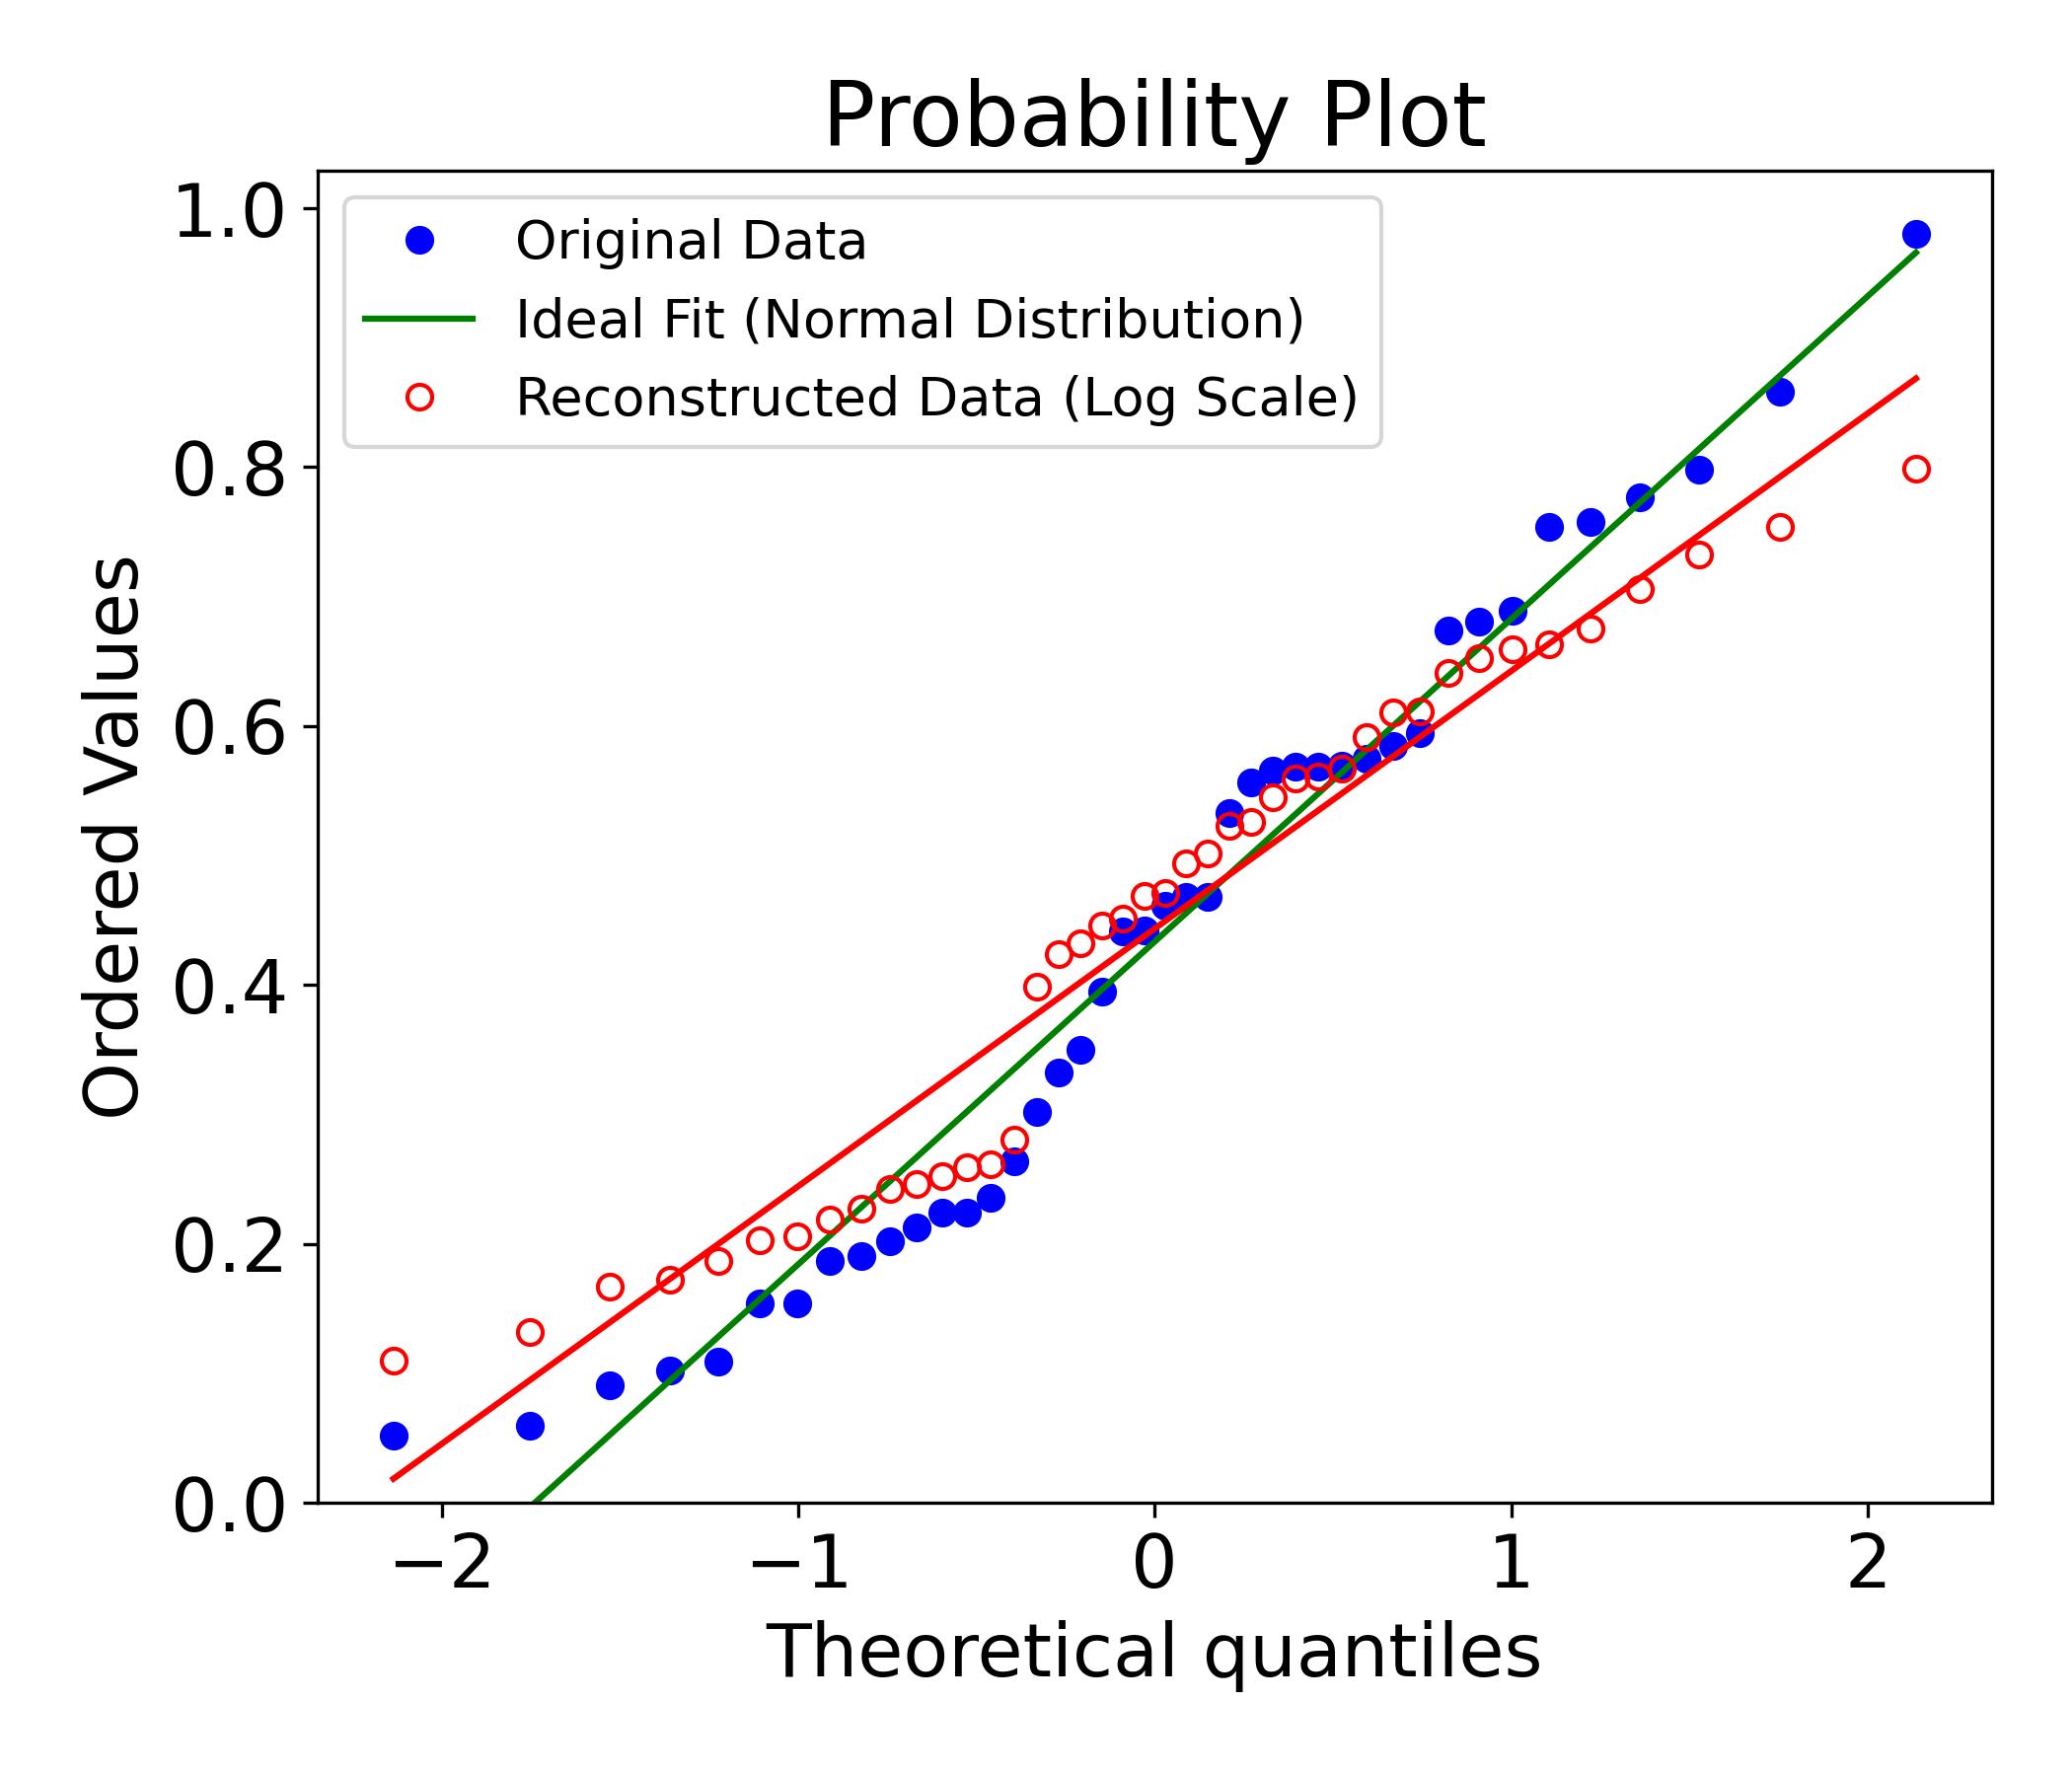 Probability Plot
Original Data
Ideal Fit (Normal Distribution)
Reconstructed Data (Log Scale)
1.0
0.8
0.6
0.4
0.2
0.0
Ordered Values
−2 −1 0 1 2
Theoretical quantiles